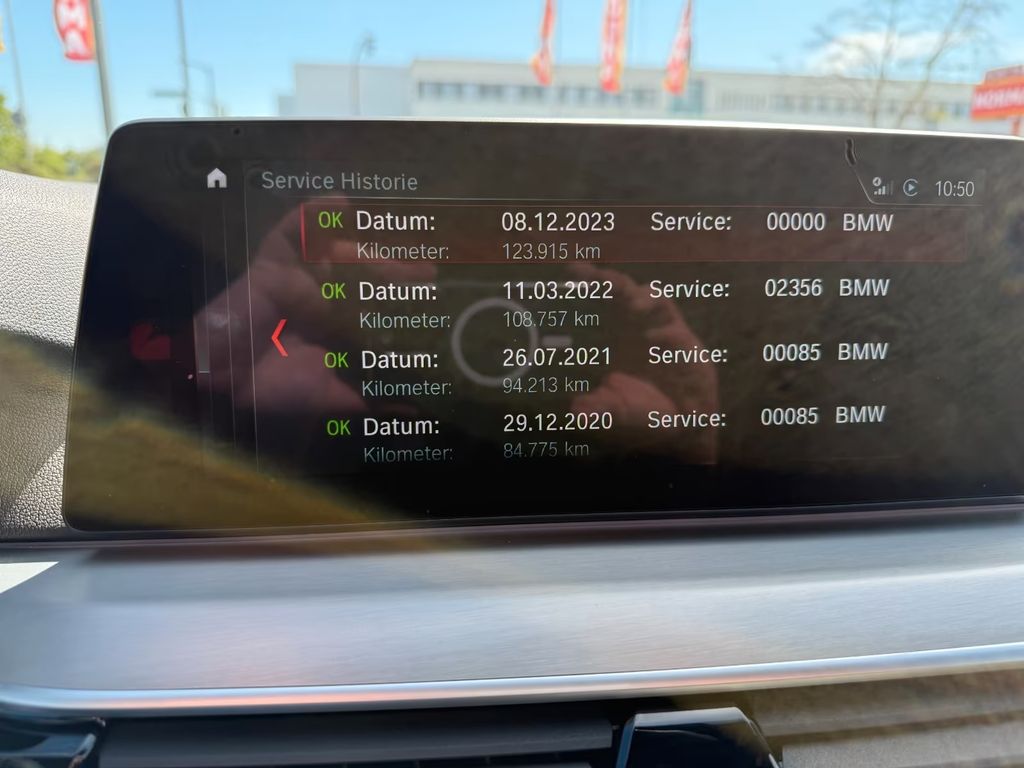 Service Historie
10:50
OK Datum: 08.12.2023 Service: 00000 BMW
Kilometer: 123.915 km
OK Datum: 11.03.2022 Service: 02356 BMW
Kilometer: 108.757 km
OK Datum: 26.07.2021 Service: 00085 BMW
Kilometer: 94.213 km
OK Datum: 29.12.2020 Service: 00085 BMW
Kilometer: 84.775 km